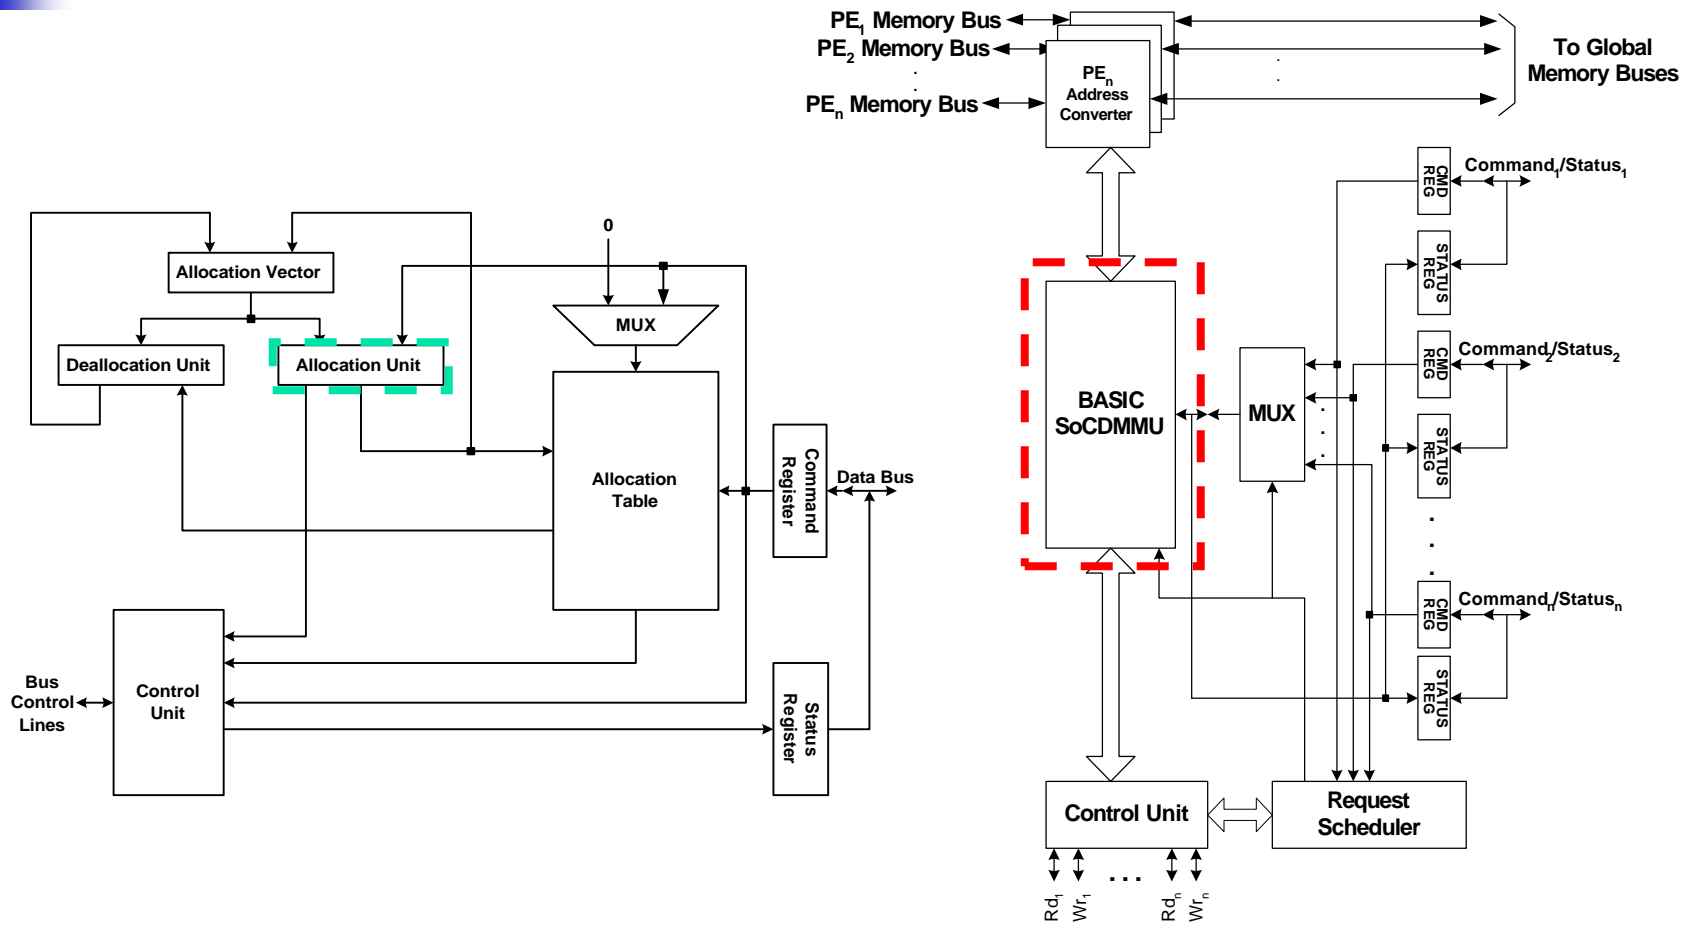 0
Allocation Vector
MUX
Deallocation Unit
Allocation Unit
Allocation
Table
Command
Register
Data Bus
Bus
Control
Lines
Control
Unit
Status
Register
PE1 Memory Bus
PE2 Memory Bus
.
.
PEn Memory Bus
PEn
Address
Converter
.
.
To Global
Memory Buses
CMD
REG
Command1/Status1
STATUS
REG
BASIC
SoCDMMU
MUX
.
.
.
.
CMD
REG
Command2/Status2
STATUS
REG
.
.
.
.
CMD
REG
Commandn/Statusn
STATUS
REG
Control Unit
Request
Scheduler
Rd1
Wr1
...
Rdn
Wrn